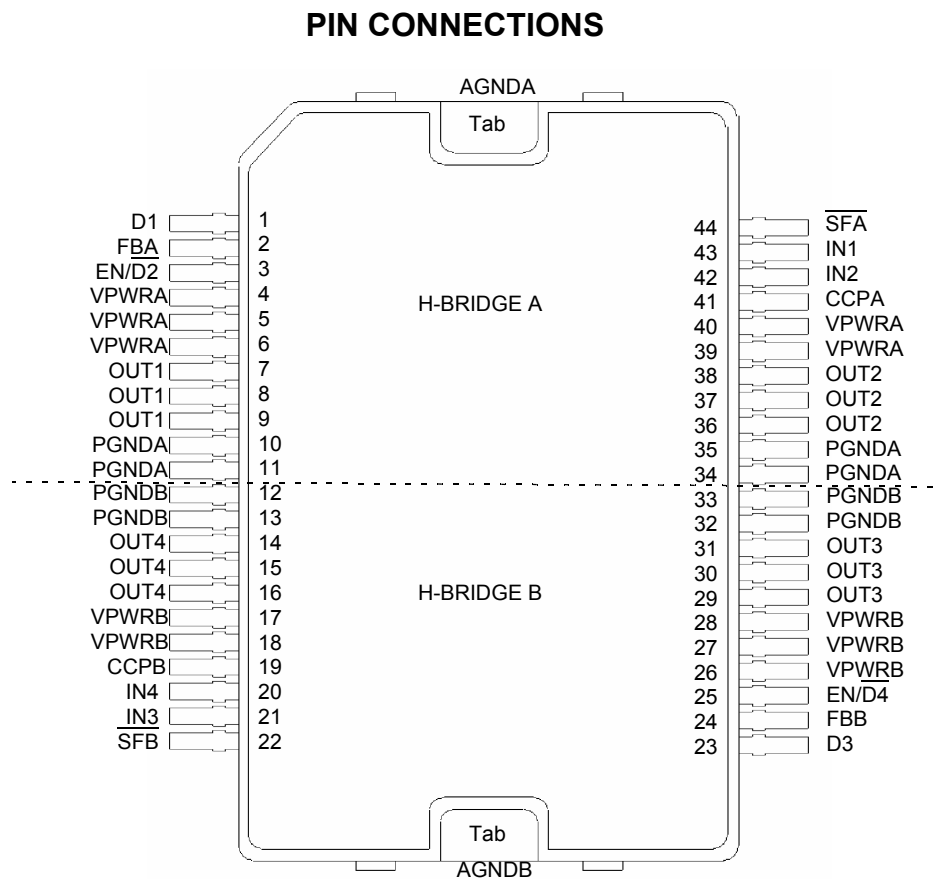 PIN CONNECTIONS
AGNDA
Tab
D1 1
FBA 2
EN/D̅2̅ 3
VPWRA 4
VPWRA 5
VPWRA 6
OUT1 7
OUT1 8
OUT1 9
PGNDA 10
PGNDA 11
PGNDB 12
PGNDB 13
OUT4 14
OUT4 15
OUT4 16
VPWRB 17
VPWRB 18
CCPB 19
IN4 20
IN3 21
S̅F̅B̅ 22
H-BRIDGE A
H-BRIDGE B
44 S̅F̅A̅
43 IN1
42 IN2
41 CCPA
40 VPWRA
39 VPWRA
38 OUT2
37 OUT2
36 OUT2
35 PGNDA
34 PGNDA
33 PGNDB
32 PGNDB
31 OUT3
30 OUT3
29 OUT3
28 VPWRB
27 VPWRB
26 VPWRB
25 EN/D̅4̅
24 FBB
23 D3
Tab
AGNDB